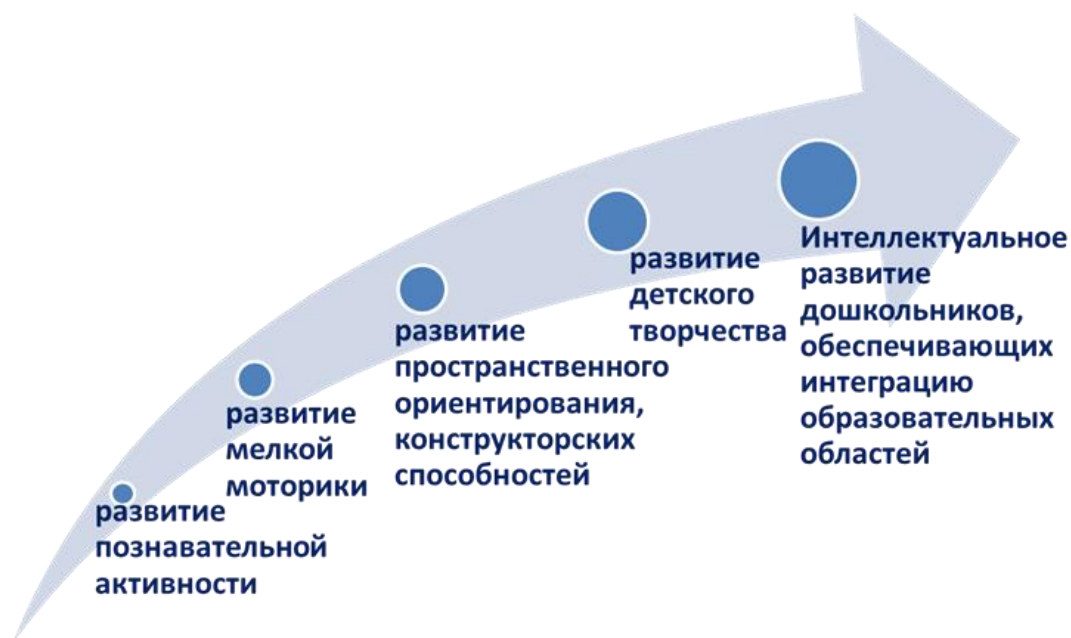 развитие
познавательной
активности
развитие
мелкой
моторики
развитие
пространственного
ориентирования,
конструкторских
способностей
развитие
детского
творчества
Интеллектуальное
развитие
дошкольников,
обеспечивающих
интеграцию
образовательных
областей